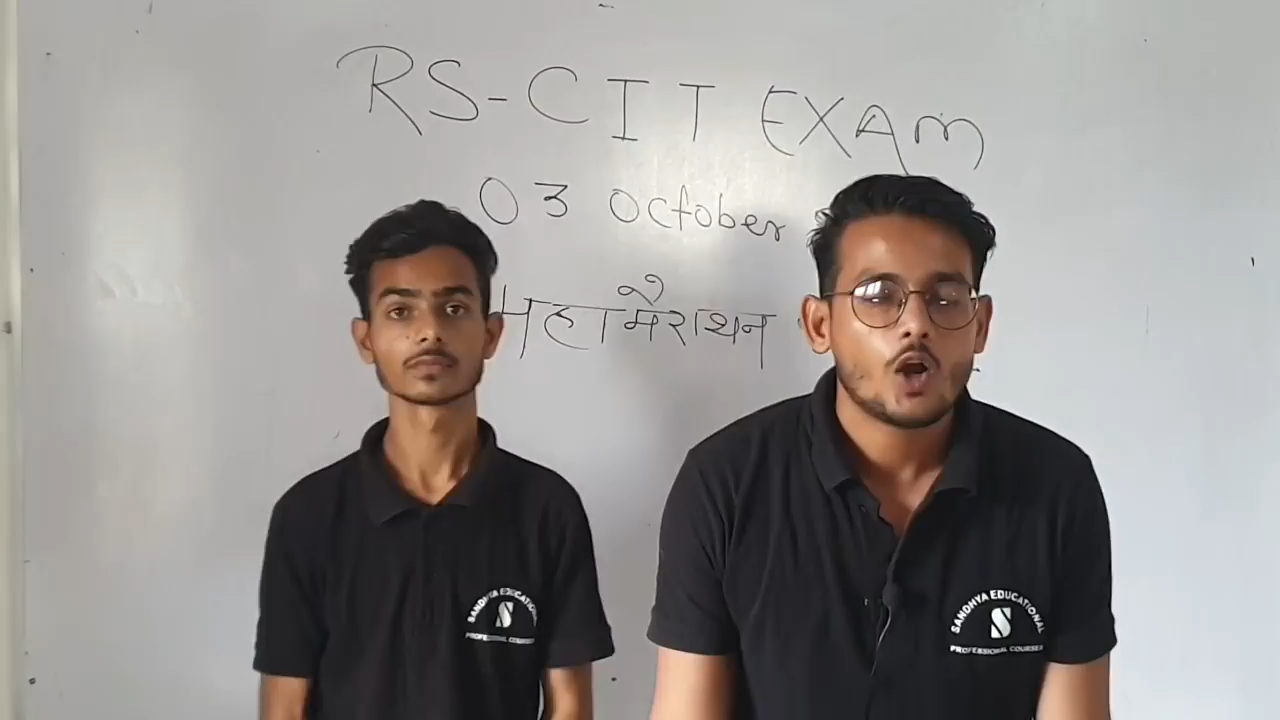 RS-CIT EXAM
03 October
महामैराथन
SANDHYA EDUCATIONAL
S
PROFESSIONAL COURSES
SANDHYA EDUCATIONAL
S
PROFESSIONAL COURSES